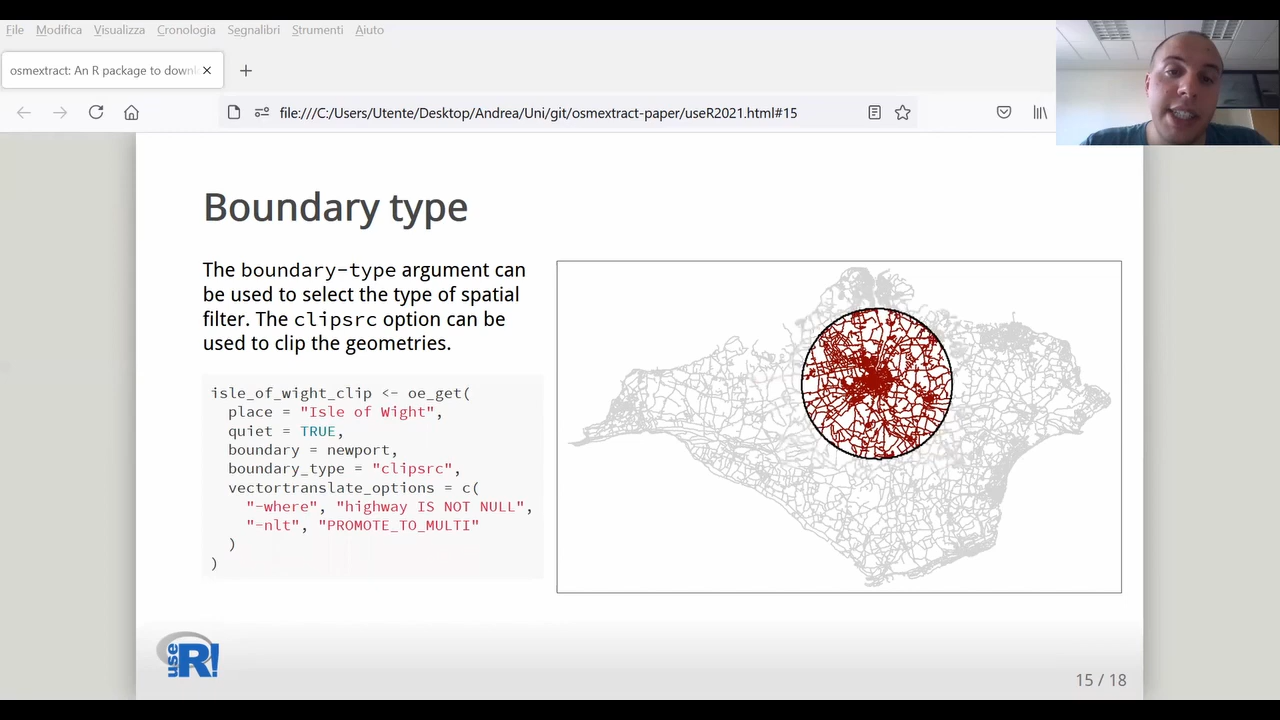 File Modifica Visualizza Cronologia Segnalibri Strumenti Aiuto
osmextract: An R package to downl
file:///C:/Users/Utente/Desktop/Andrea/Uni/git/osmextract-paper/useR2021.html#15
Boundary type
The boundary-type argument can
be used to select the type of spatial
filter. The clipsrc option can be
used to clip the geometries.
isle_of_wight_clip <- oe_get(
  place = "Isle of Wight",
  quiet = TRUE,
  boundary = newport,
  boundary_type = "clipsrc",
  vectortranslate_options = c(
    "-where", "highway IS NOT NULL",
    "-nlt", "PROMOTE_TO_MULTI"
  )
)
use R!
15 / 18